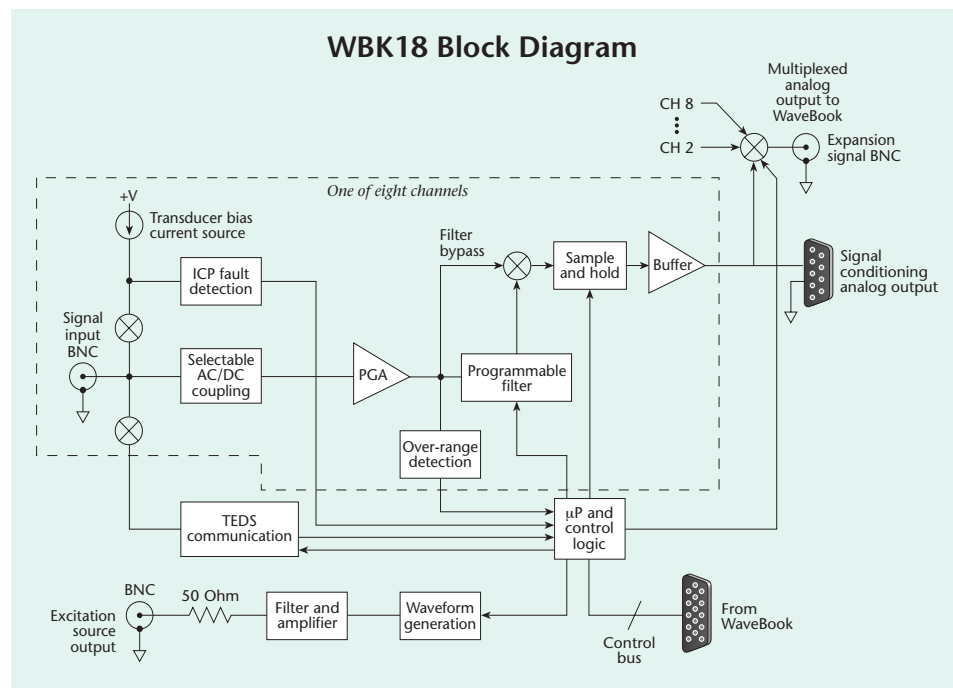 WBK18 Block Diagram
Multiplexed
analog
output to
WaveBook
CH 8
CH 2
Expansion
signal BNC
One of eight channels
+V
Transducer bias
current source
ICP fault
detection
Filter
bypass
Sample
and hold
Buffer
Signal
conditioning
analog output
Signal
input
BNC
Selectable
AC/DC
coupling
PGA
Programmable
filter
Over-range
detection
TEDS
communication
µP and
control
logic
BNC
50 Ohm
Excitation
source
output
Filter and
amplifier
Waveform
generation
Control
bus
From
WaveBook